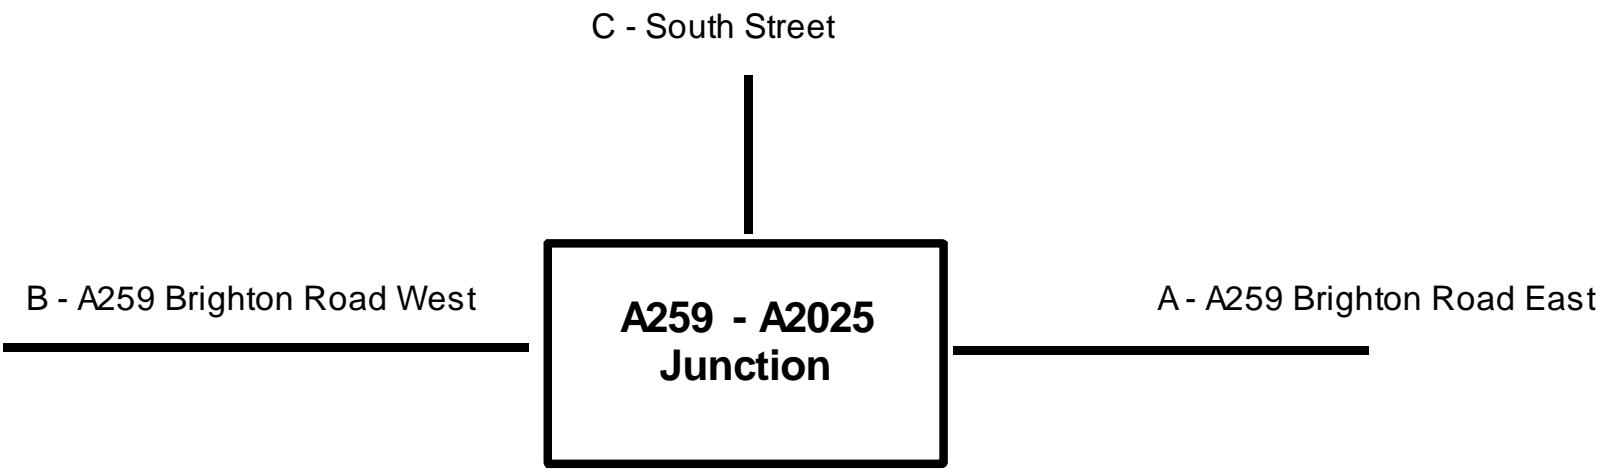 C - South Street
B - A259 Brighton Road West
A - A259 Brighton Road East
A259 - A2025
Junction